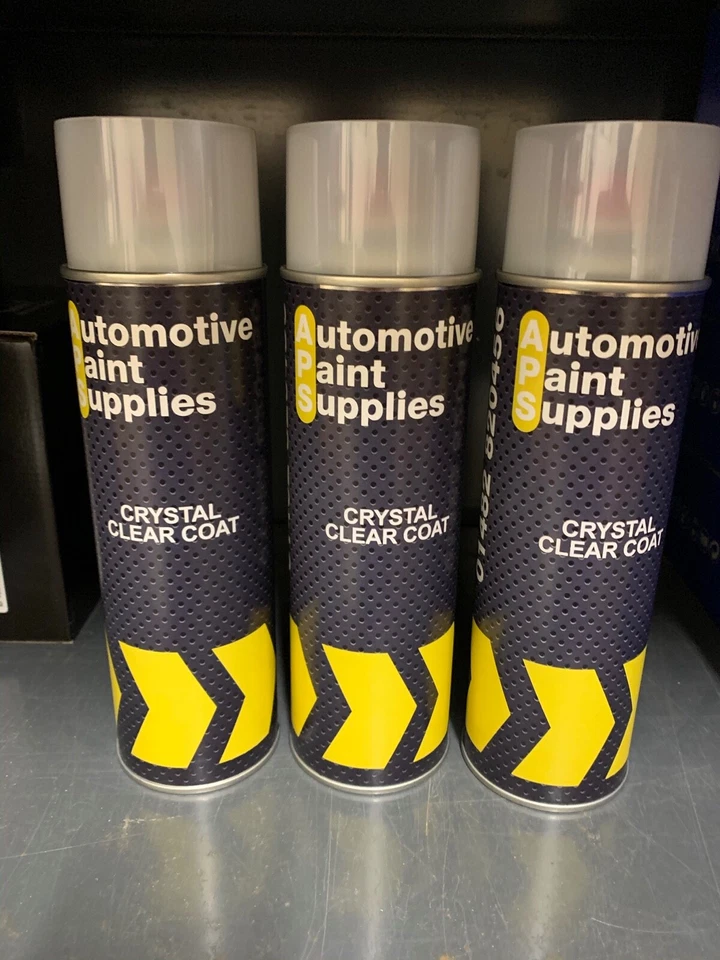 Automotive
Paint
Supplies
CRYSTAL
CLEAR COAT
Automotive
Paint
Supplies
CRYSTAL
CLEAR COAT
01482 820456
Automotiv
Paint
Supplies
CRYSTAL
CLEAR COAT